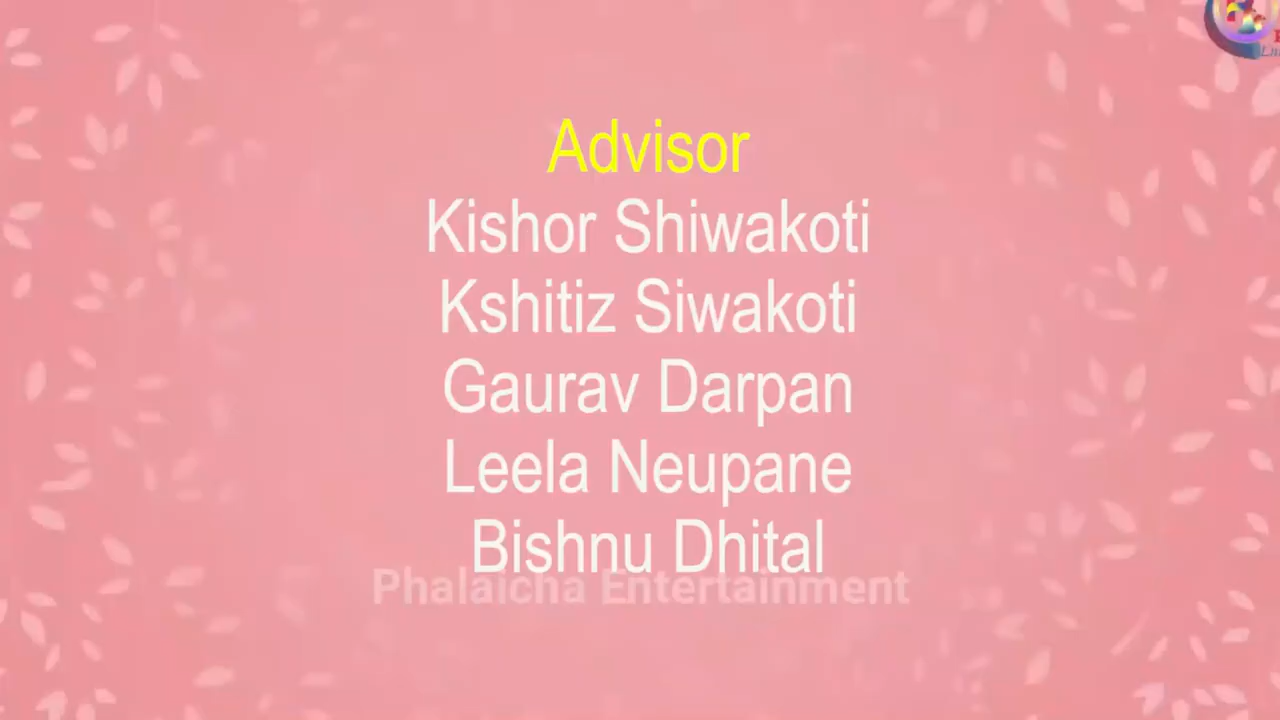 Advisor
Kishor Shiwakoti
Kshitiz Siwakoti
Gaurav Darpan
Leela Neupane
Bishnu Dhital
Phalaicha Entertainment